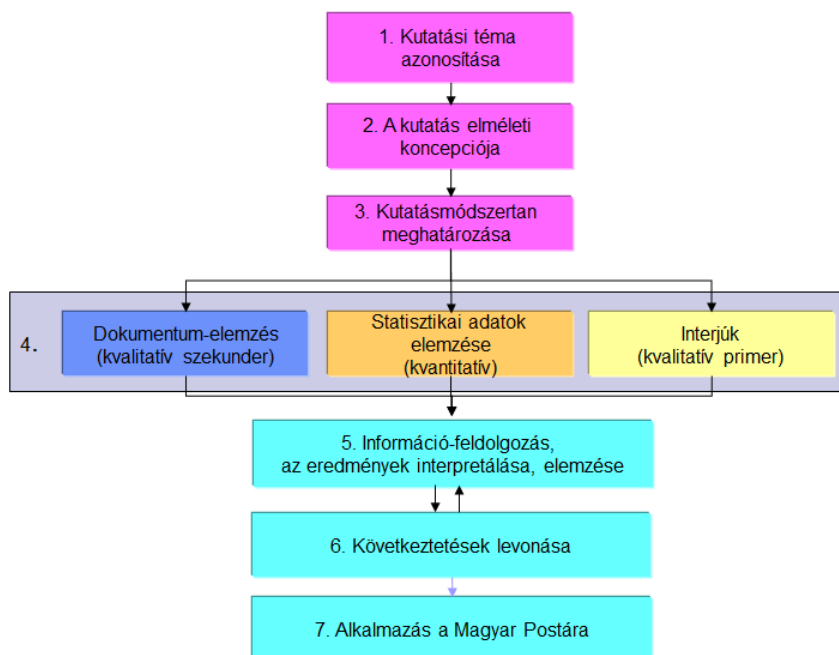 1. Kutatási téma
azonosítása
2. A kutatás elméleti
koncepciója
3. Kutatásmódszertan
meghatározása
4.
Dokumentum-elemzés
(kvalitatív szekunder)
Statisztikai adatok
elemzése
(kvantitatív)
Interjúk
(kvalitatív primer)
5. Információ-feldolgozás,
az eredmények interpretálása, elemzése
6. Következtetések levonása
7. Alkalmazás a Magyar Postára